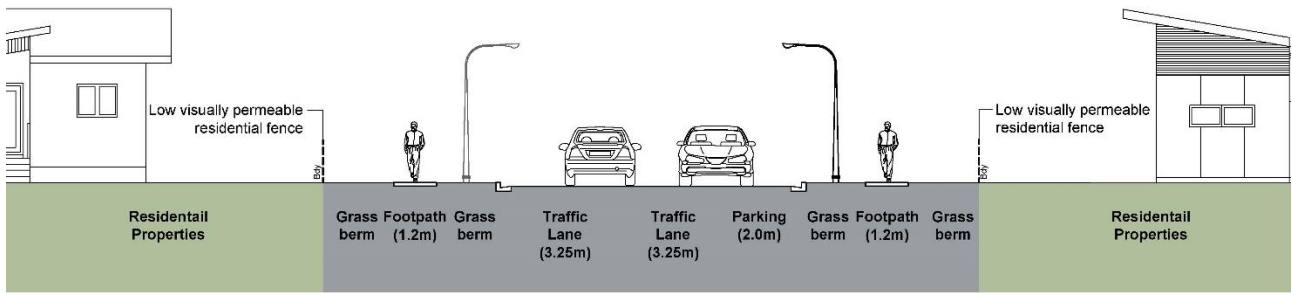 Low visually permeable
residential fence
Bdy
Low visually permeable
residential fence
Bdy
Residentail
Properties
Grass
berm
Footpath
(1.2m)
Grass
berm
Traffic
Lane
(3.25m)
Traffic
Lane
(3.25m)
Parking
(2.0m)
Grass
berm
Footpath
(1.2m)
Grass
berm
Residentail
Properties